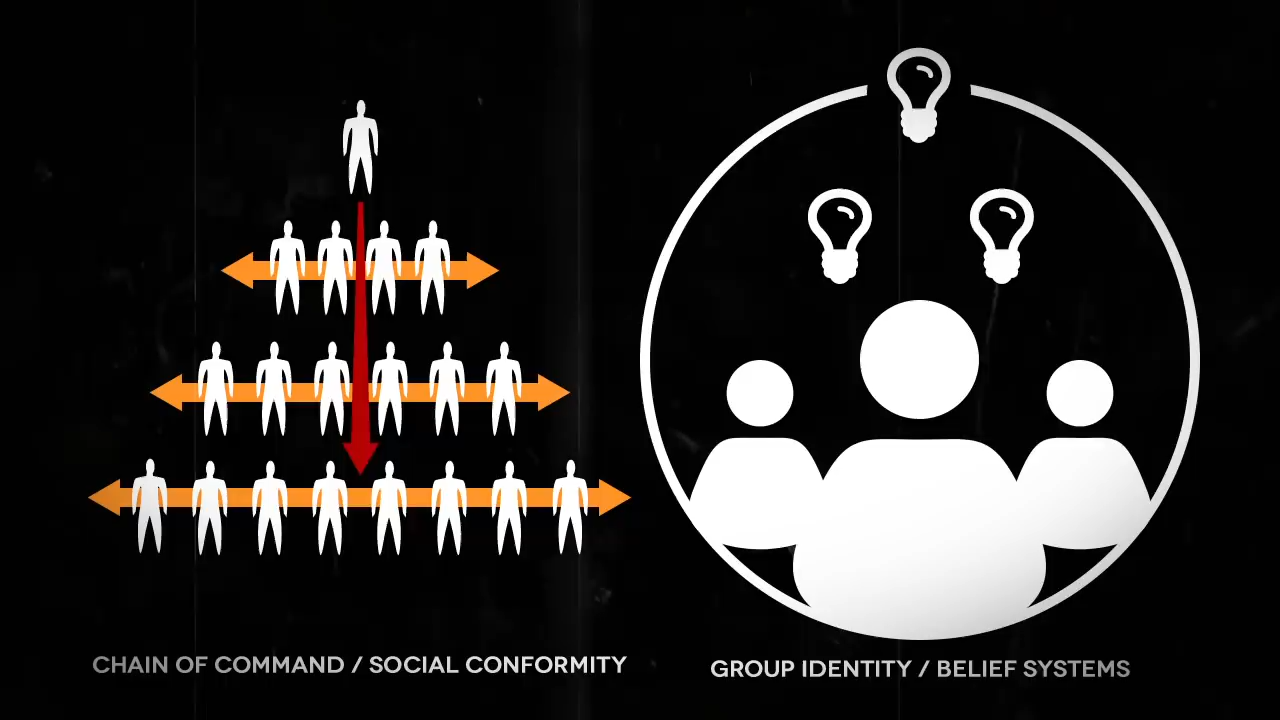 CHAIN OF COMMAND / SOCIAL CONFORMITY
GROUP IDENTITY / BELIEF SYSTEMS